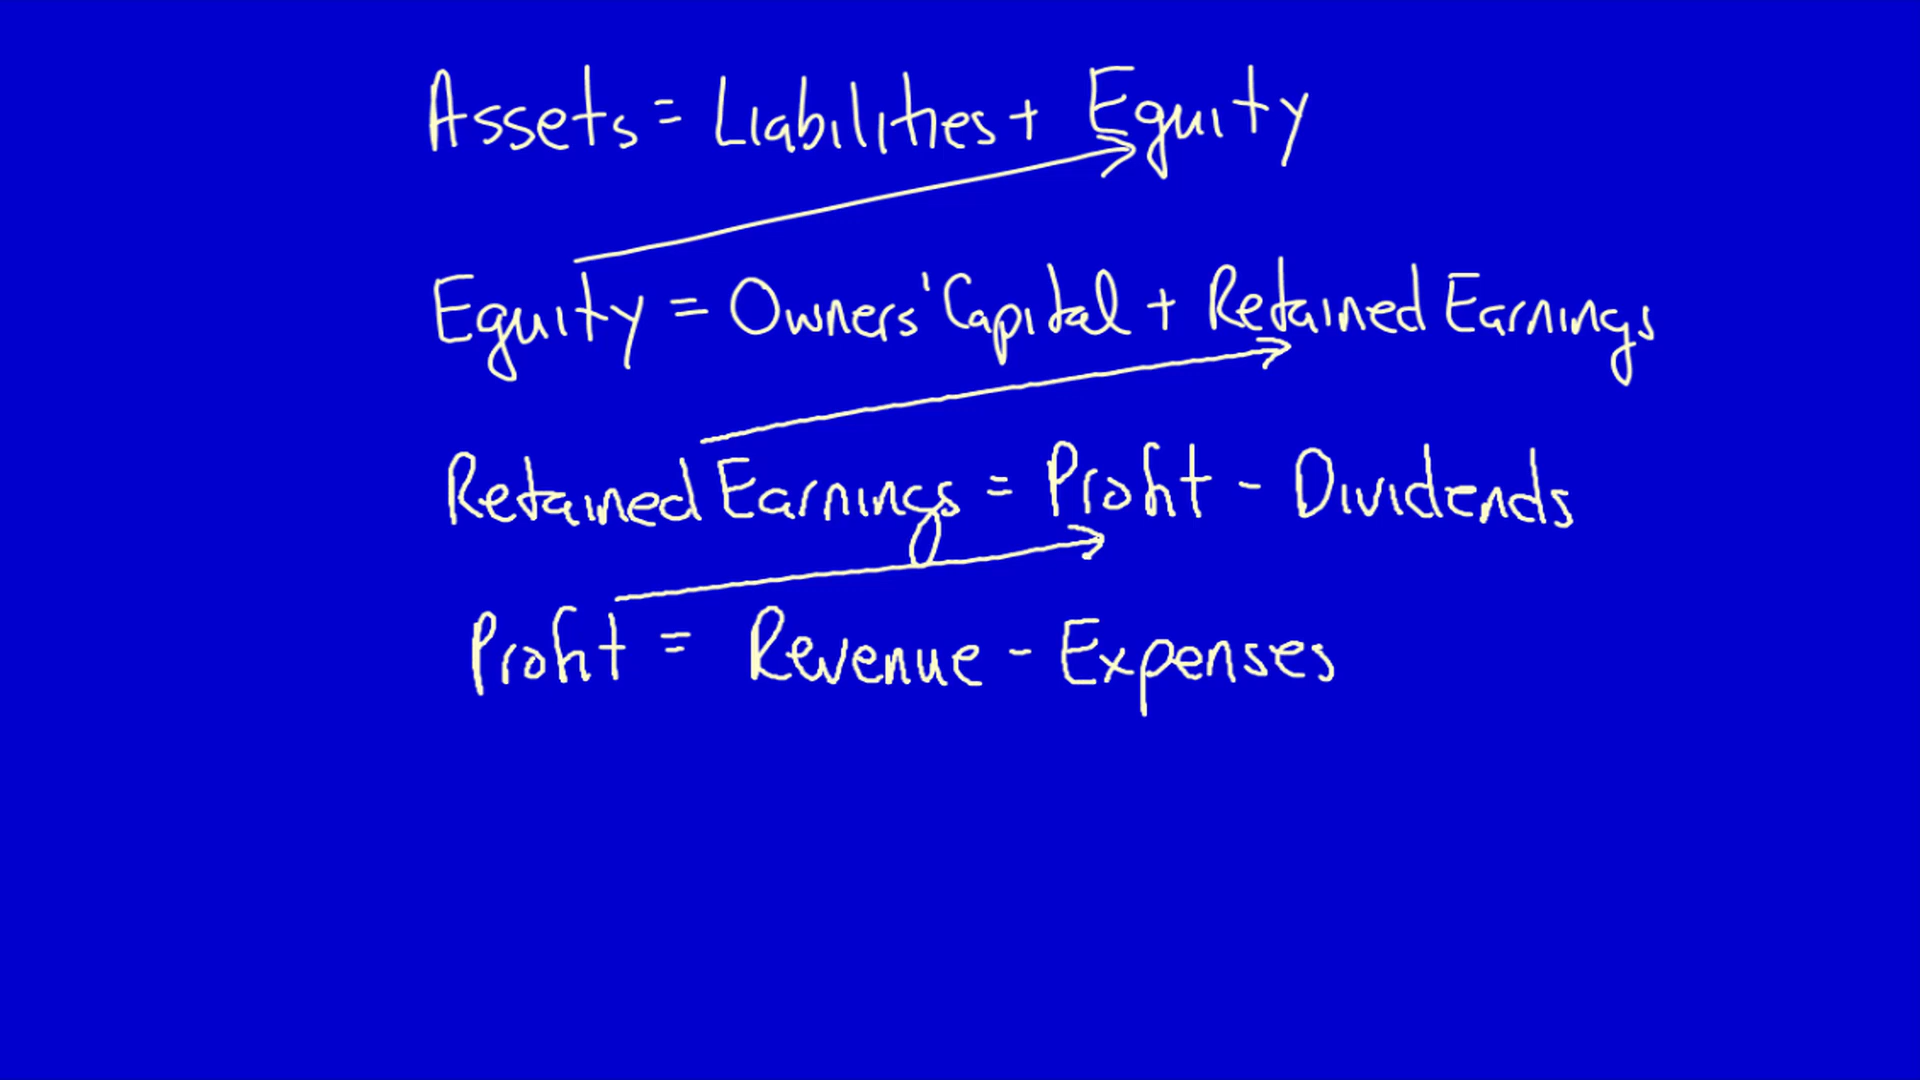 Assets = Liabilities + Equity
Equity = Owners' Capital + Retained Earnings
Retained Earnings = Profit - Dividends
Profit = Revenue - Expenses